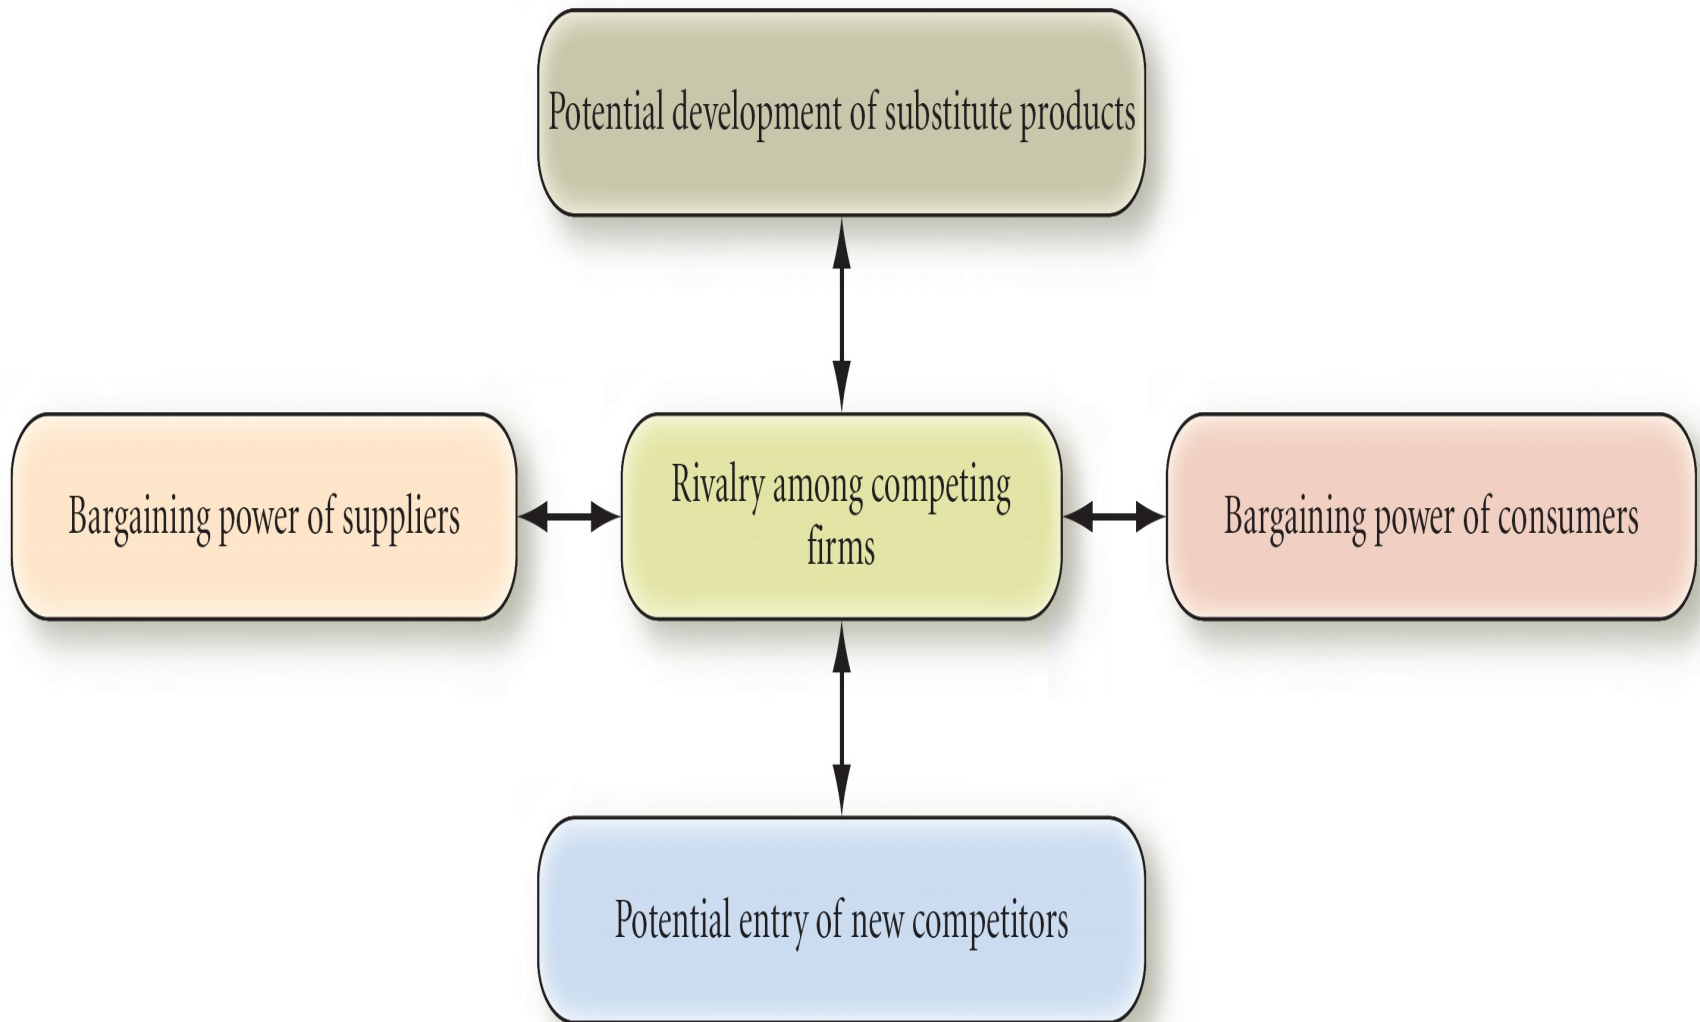 Potential development of substitute products
Bargaining power of suppliers
Rivalry among competing
firms
Bargaining power of consumers
Potential entry of new competitors